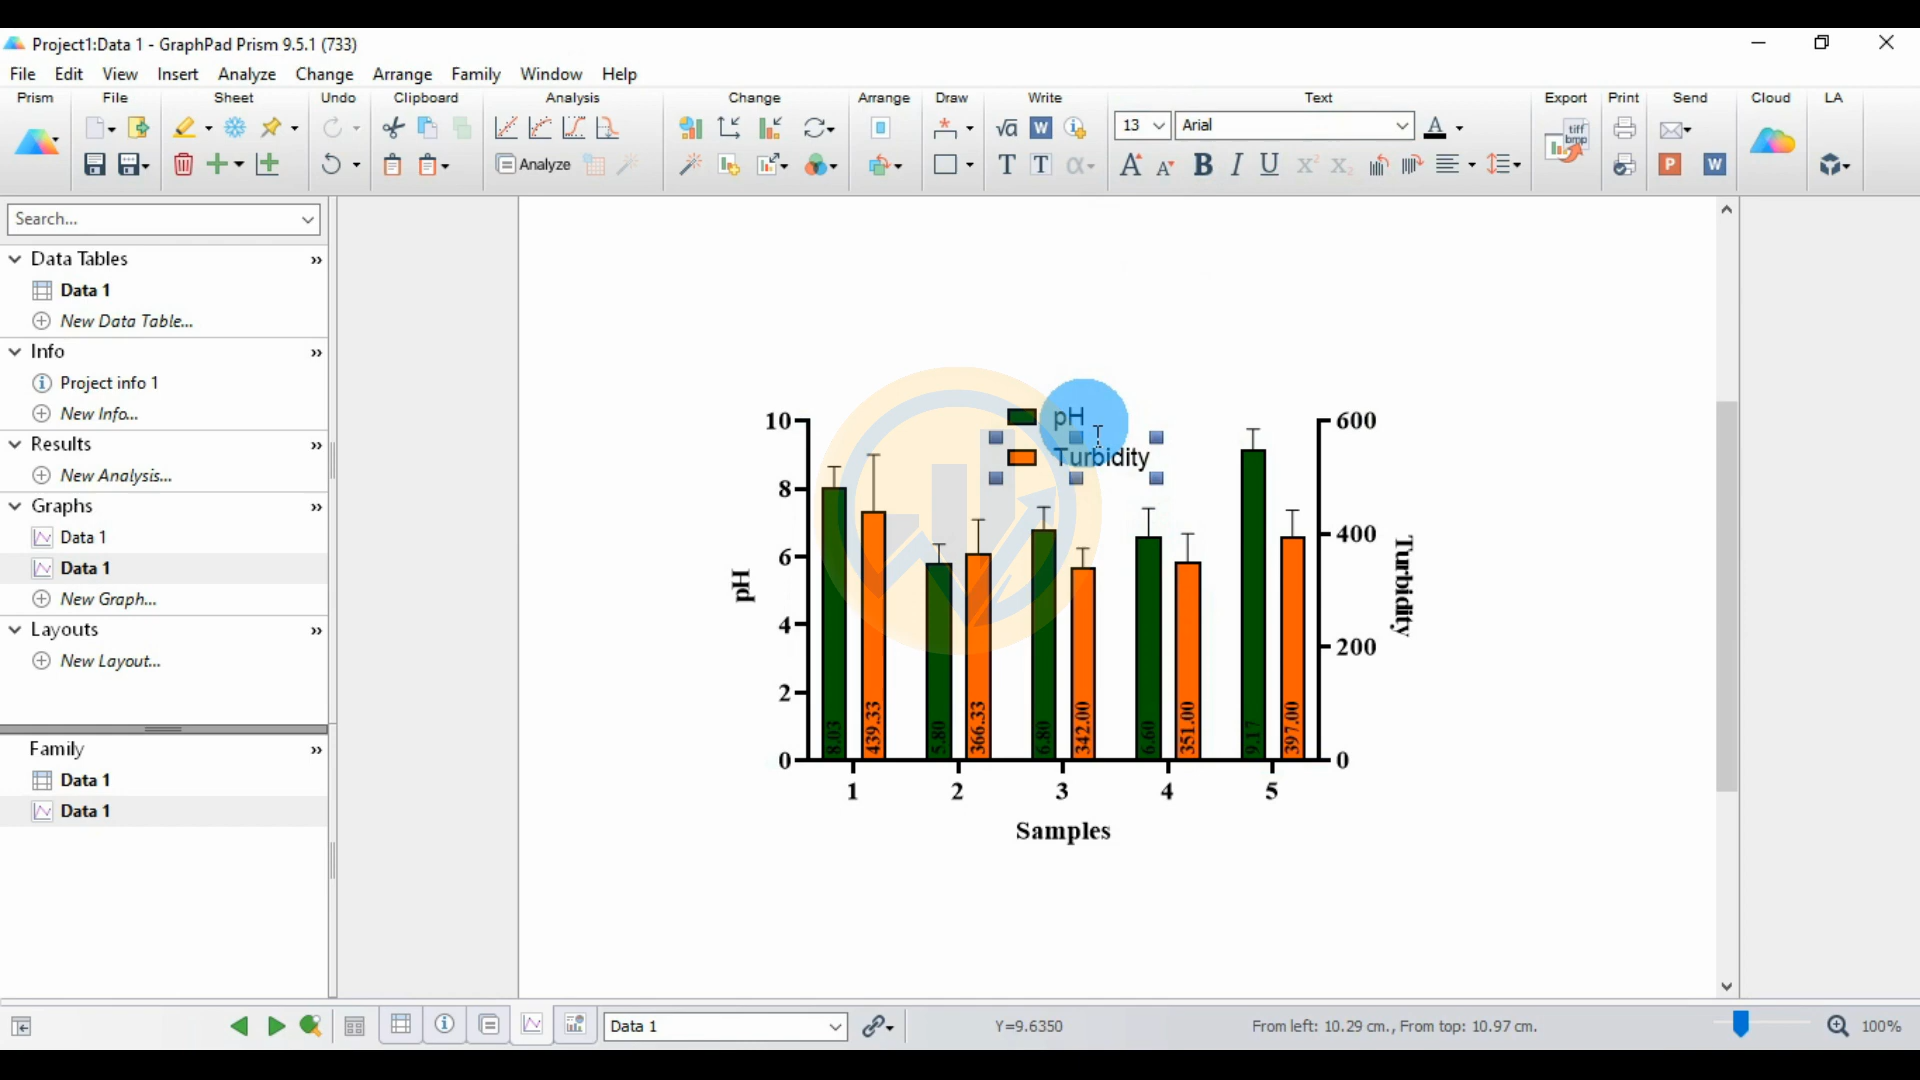 Project1:Data 1 - GraphPad Prism 9.5.1 (733)
File Edit View Insert Change Arrange Family Window Help Analyze
Prism File Sheet Undo Clipboard Analysis Change Arrange Draw Write Text Export Print Send Cloud LA
13 Arial
tiff
bmp
Analyze
Search...
Data Tables
Data 1
New Data Table...
Info
Project info 1
New Info...
Results
New Analysis...
Graphs
Data 1
Data 1
New Graph...
Layouts
New Layout...
Family
Data 1
Data 1
pH
Turbidity
10
8
6
4
2
0
pH
600
400
200
0
Turbidity
8.03
439.33
5.80
366.33
6.80
342.00
6.60
351.00
9.17
397.00
1 2 3 4 5
Samples
Data 1
Y=9.6350
From left: 10.29 cm., From top: 10.97 cm.
100%